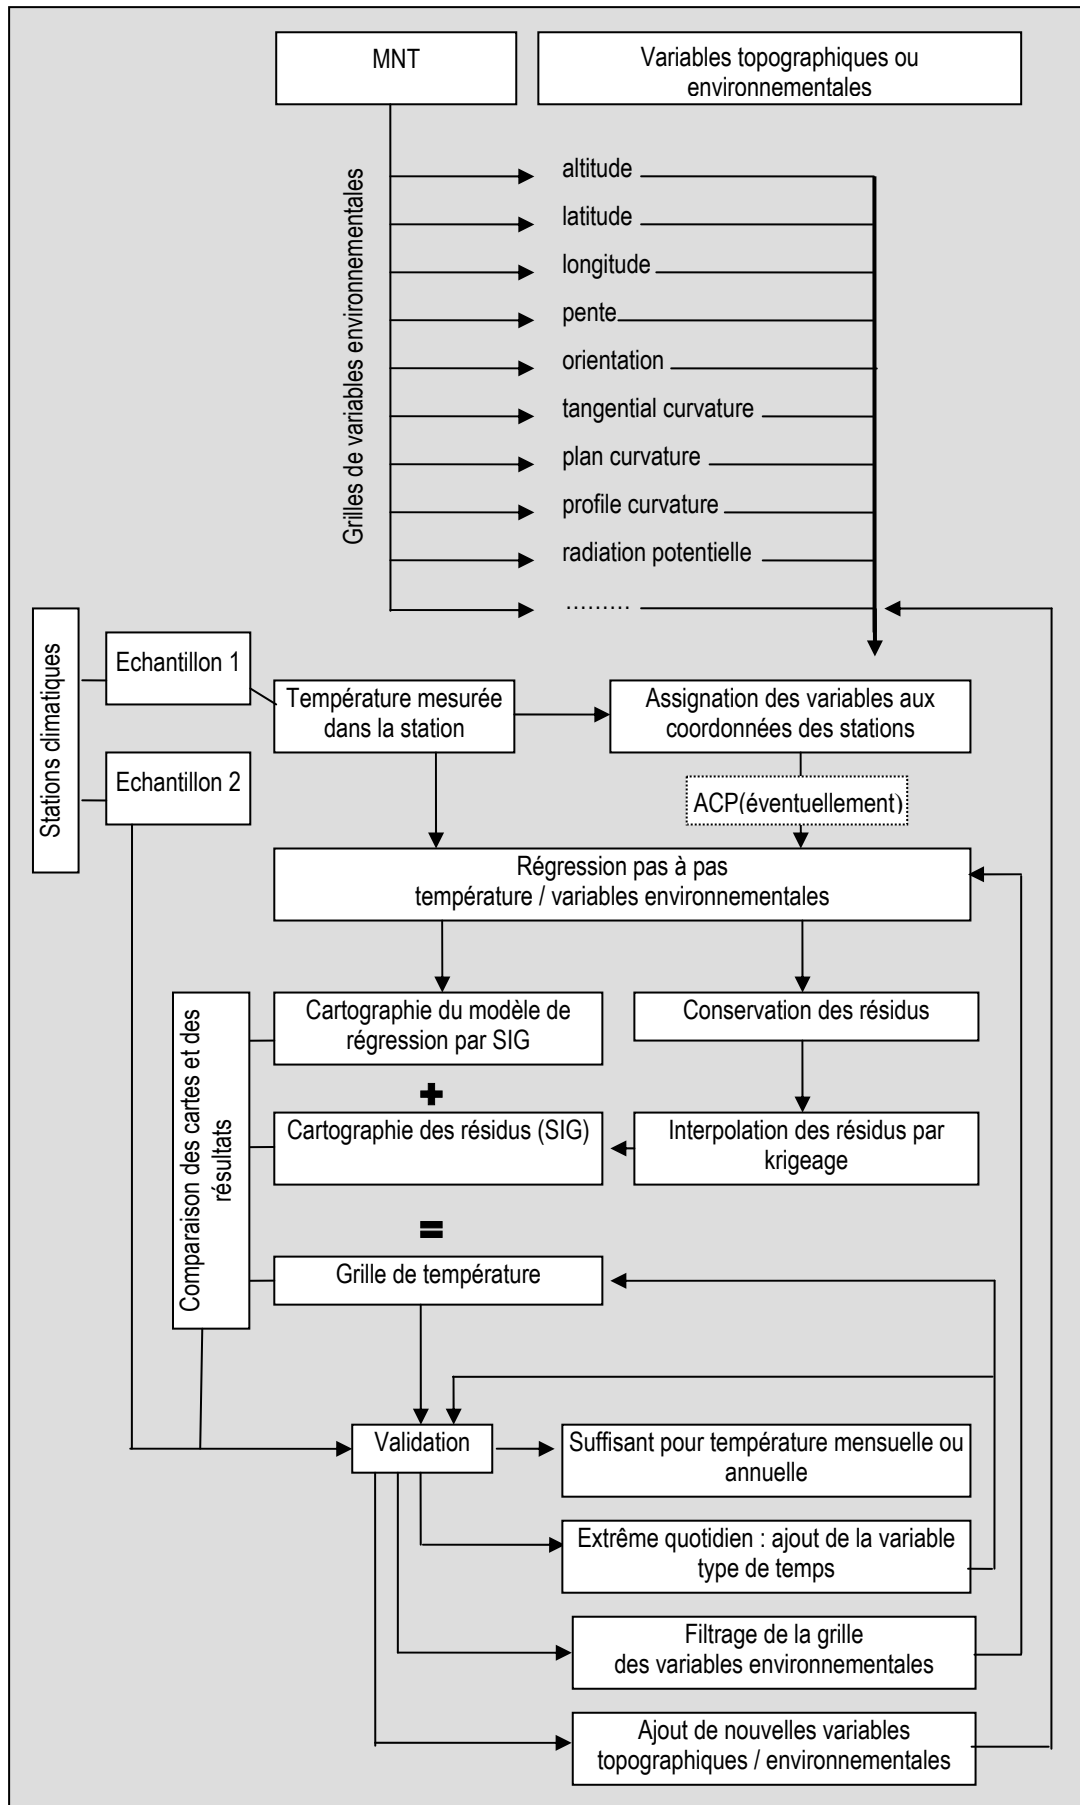 MNT
Variables topographiques ou
environnementales
Grilles de variables environnementales
altitude
latitude
longitude
pente
orientation
tangential curvature
plan curvature
profile curvature
radiation potentielle
.........
Stations climatiques
Echantillon 1
Echantillon 2
Température mesurée
dans la station
Assignation des variables aux
coordonnées des stations
ACP(éventuellement)
Régression pas à pas
température / variables environnementales
Comparaison des cartes et des
résultats
Cartographie du modèle de
régression par SIG
Conservation des résidus
+
Cartographie des résidus (SIG)
Interpolation des résidus par
krigeage
=
Grille de température
Validation
Suffisant pour température mensuelle ou
annuelle
Extrême quotidien : ajout de la variable
type de temps
Filtrage de la grille
des variables environnementales
Ajout de nouvelles variables
topographiques / environnementales